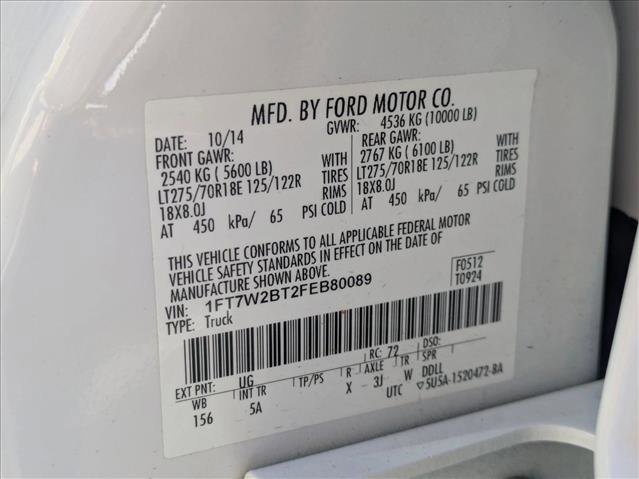 MFD. BY FORD MOTOR CO.
DATE: 10/14 GVWR: 4536 KG (10000 LB)
FRONT GAWR: REAR GAWR:
2540 KG ( 5600 LB) WITH 2767 KG ( 6100 LB) WITH
LT275/70R18E 125/122R TIRES LT275/70R18E 125/122R TIRES
18X8.0J RIMS 18X8.0J RIMS
AT 450 kPa/ 65 PSI COLD AT 450 kPa/ 65 PSI COLD
THIS VEHICLE CONFORMS TO ALL APPLICABLE FEDERAL MOTOR
VEHICLE SAFETY STANDARDS IN EFFECT ON THE DATE OF
MANUFACTURE SHOWN ABOVE.
VIN: 1FT7W2BT2FEB80089 F0512
TYPE: Truck T0924
EXT PNT: UG RC: 72 DSO:
WB INT TR TP/PS R AXLE TR SPR
156 5A X 3J W DDLL
UTC ▽5U5A-1520472-BA